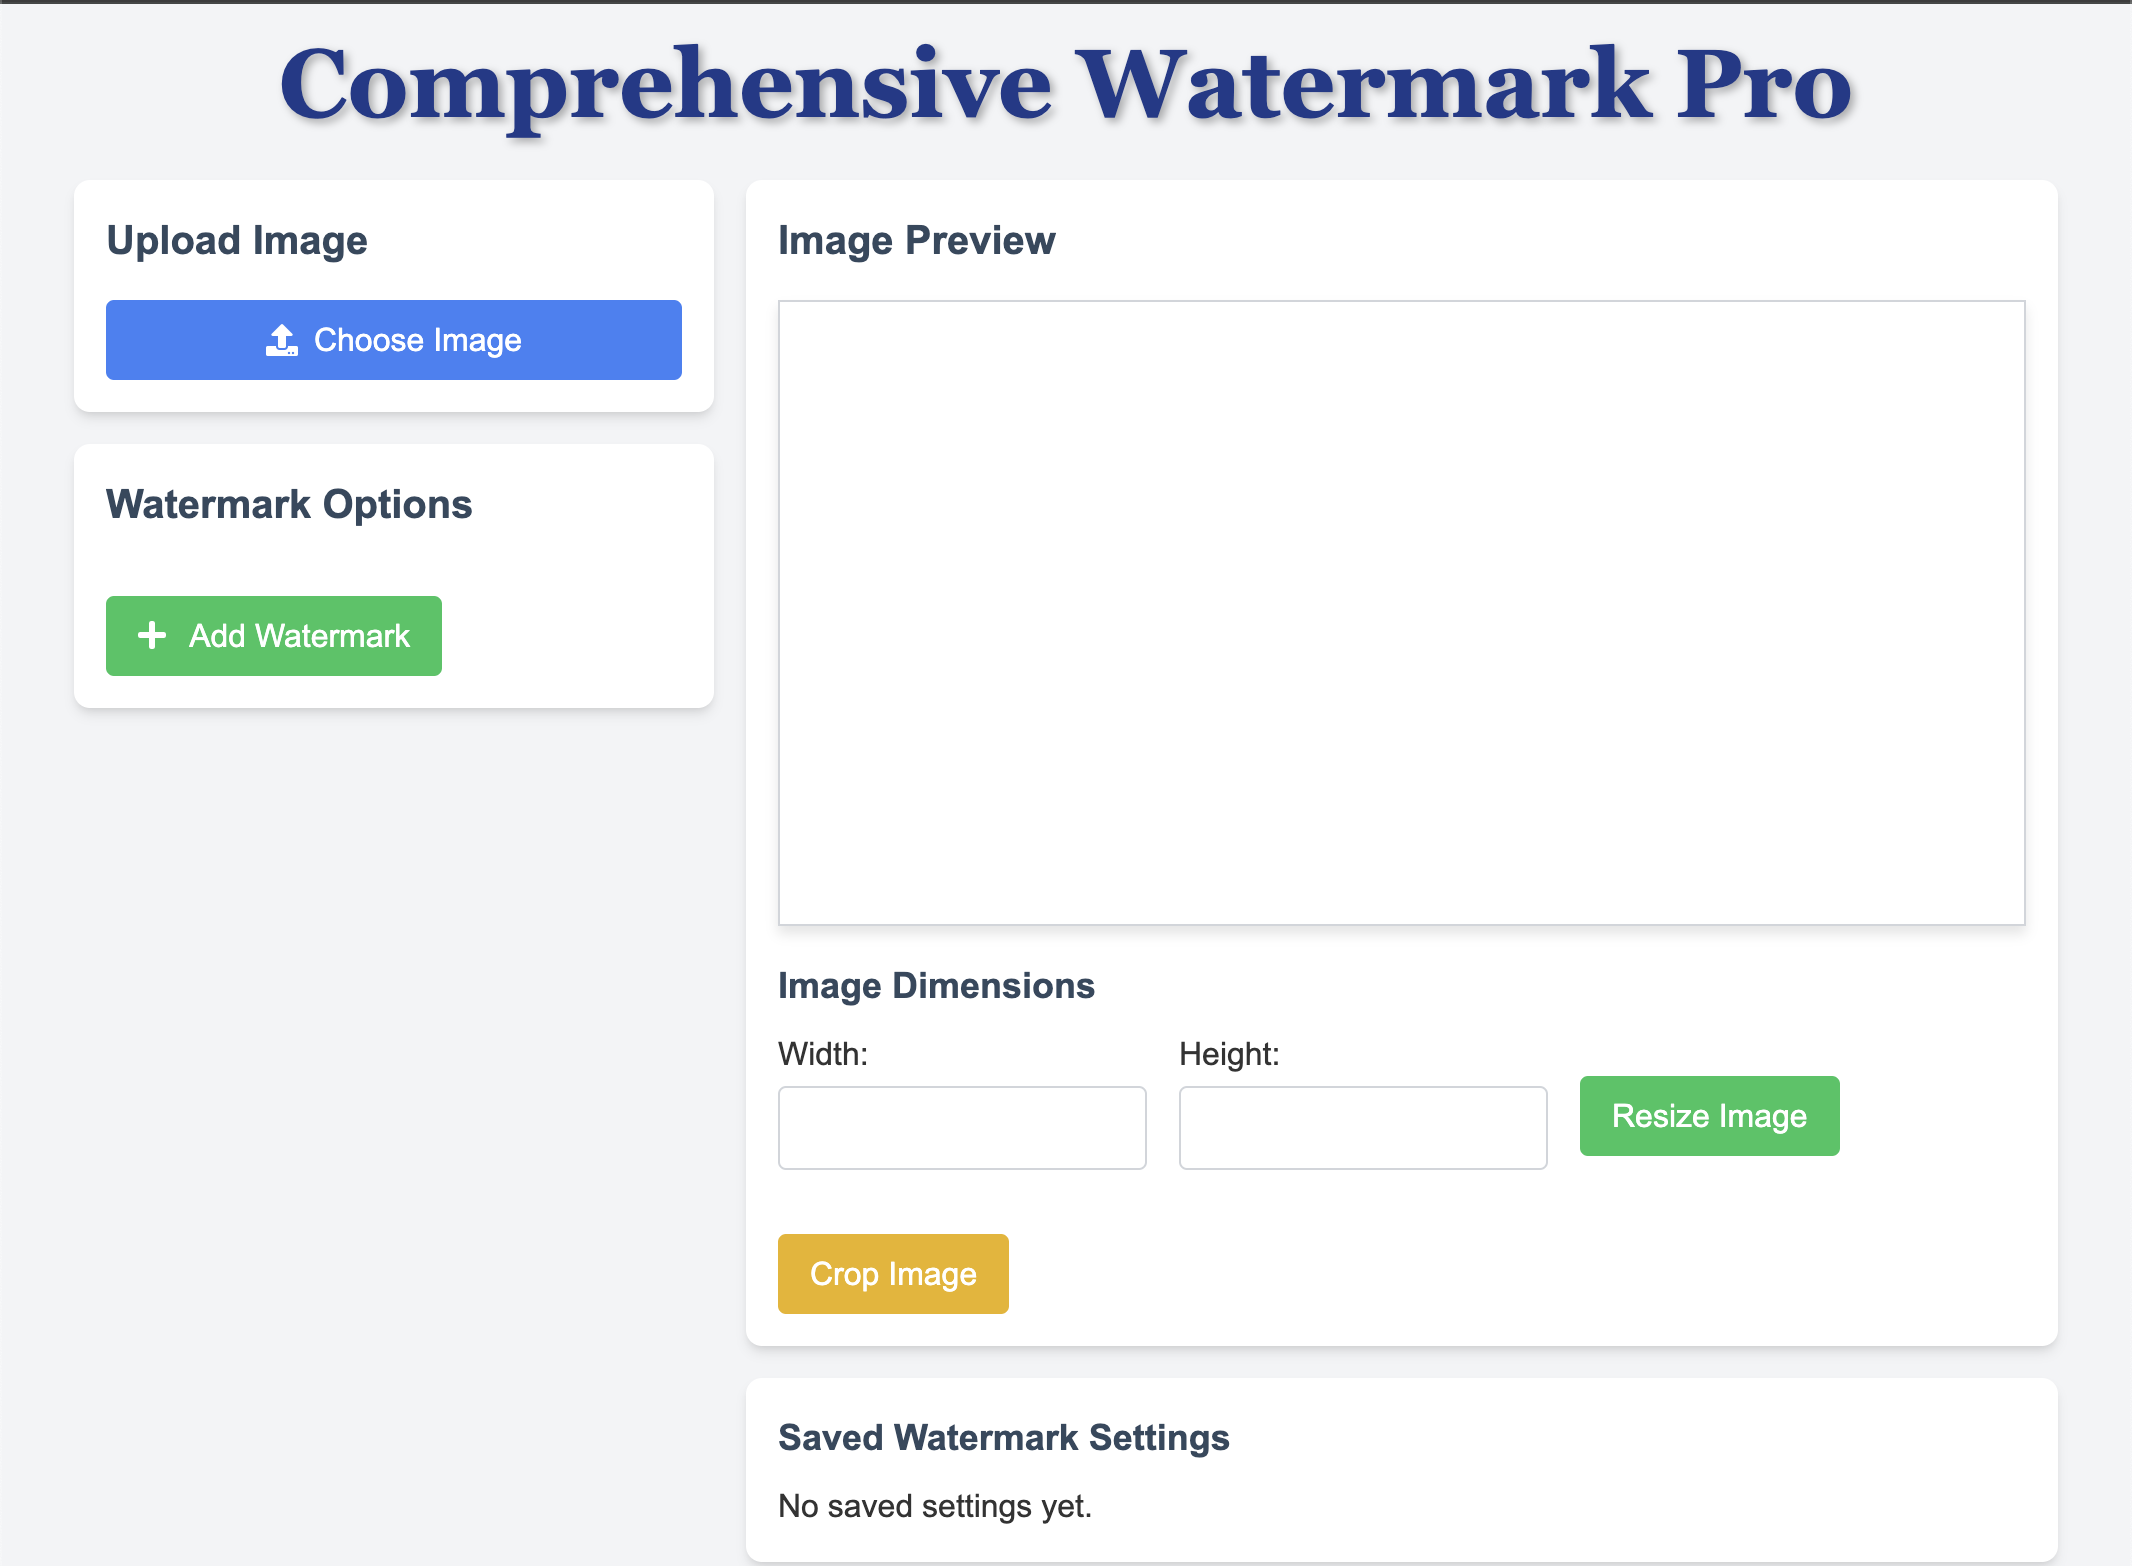 Comprehensive Watermark Pro
Upload Image
Choose Image
Watermark Options
Add Watermark
Image Preview
Image Dimensions
Width:
Height:
Resize Image
Crop Image
Saved Watermark Settings
No saved settings yet.